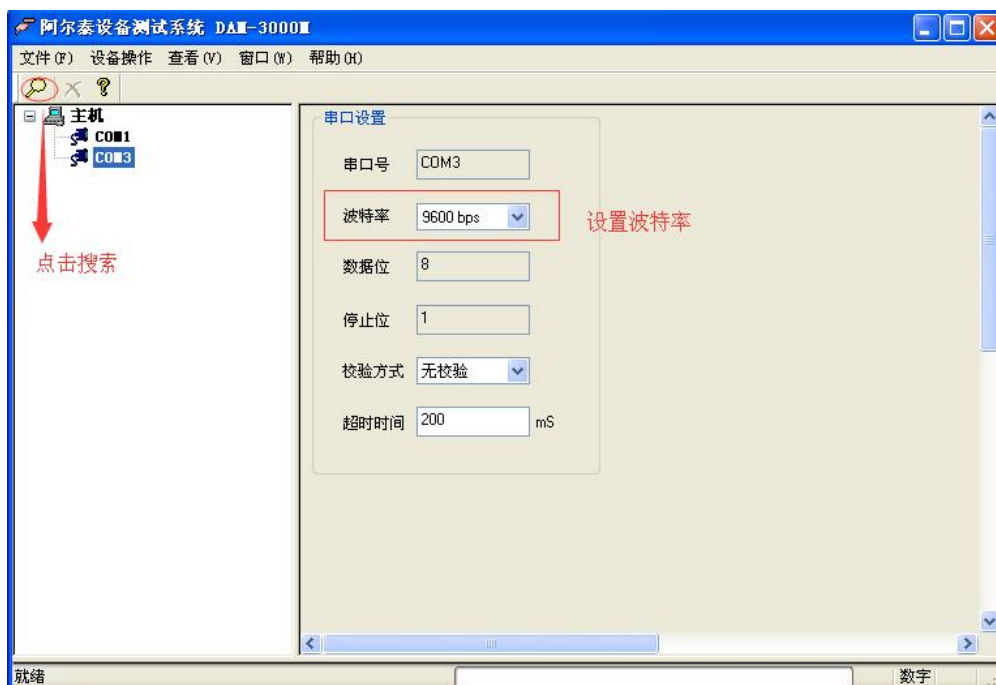 阿尔泰设备测试系统 DAM-3000M
文件(F) 设备操作 查看(V) 窗口(W) 帮助(H)
主机
COM1
COM3
点击搜索
串口设置
串口号 COM3
波特率 9600 bps 设置波特率
数据位 8
停止位 1
校验方式 无校验
超时时间 200 mS
就绪 数字